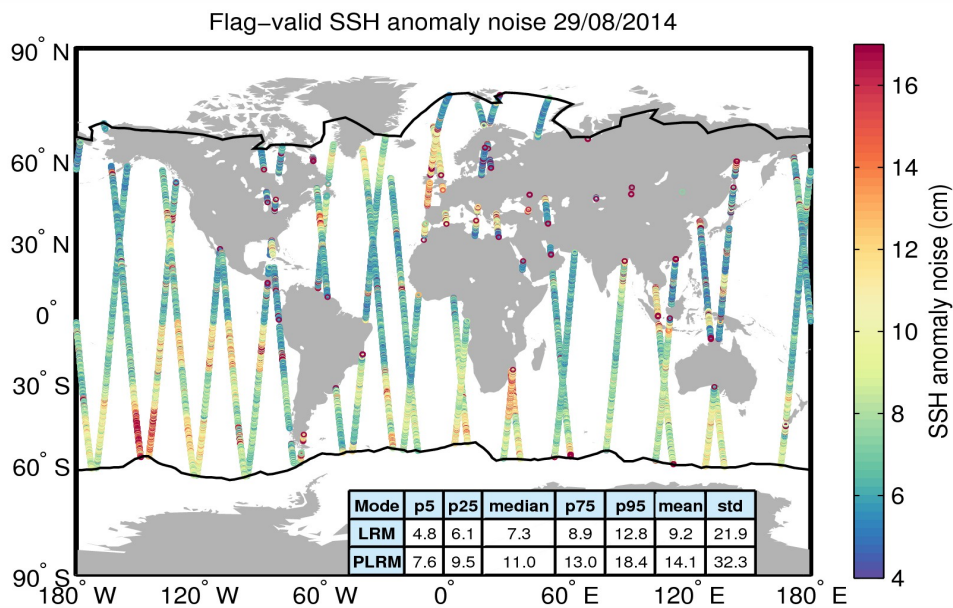 Flag−valid SSH anomaly noise 29/08/2014
90° N
60° N
30° N
0°
30° S
60° S
90° S
180° W 120° W 60° W 0° 60° E 120° E 180° E
Mode p5 p25 median p75 p95 mean std
LRM 4.8 6.1 7.3 8.9 12.8 9.2 21.9
PLRM 7.6 9.5 11.0 13.0 18.4 14.1 32.3
16
14
12
10
8
6
4
SSH anomaly noise (cm)